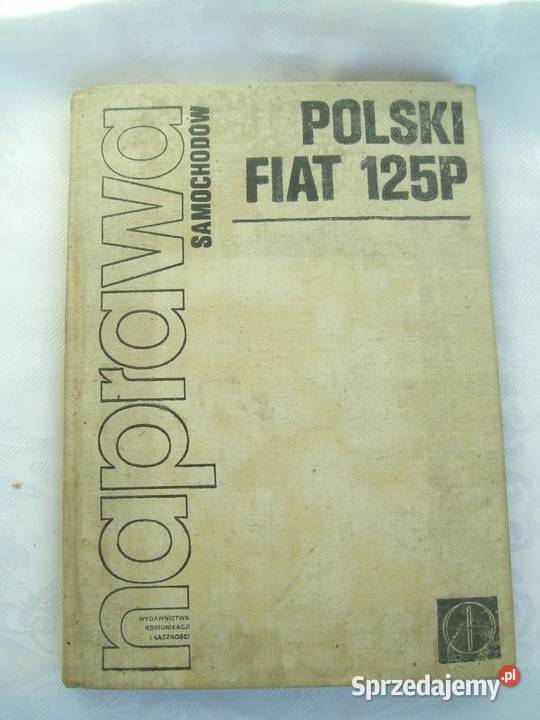 POLSKI
FIAT 125P
naprawa
SAMOCHODÓW
WYDAWNICTWA
KOMUNIKACJI
I ŁĄCZNOŚCI
Sprzedajemy.pl